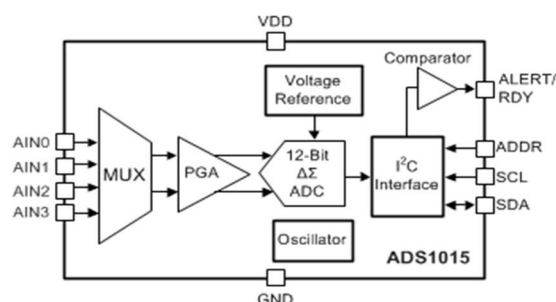 VDD
Comparator
Voltage
Reference
ALERT/
RDY
AIN0
AIN1
AIN2
AIN3
MUX
PGA
12-Bit
ΔΣ
ADC
I²C
Interface
ADDR
SCL
SDA
Oscillator
ADS1015
GND